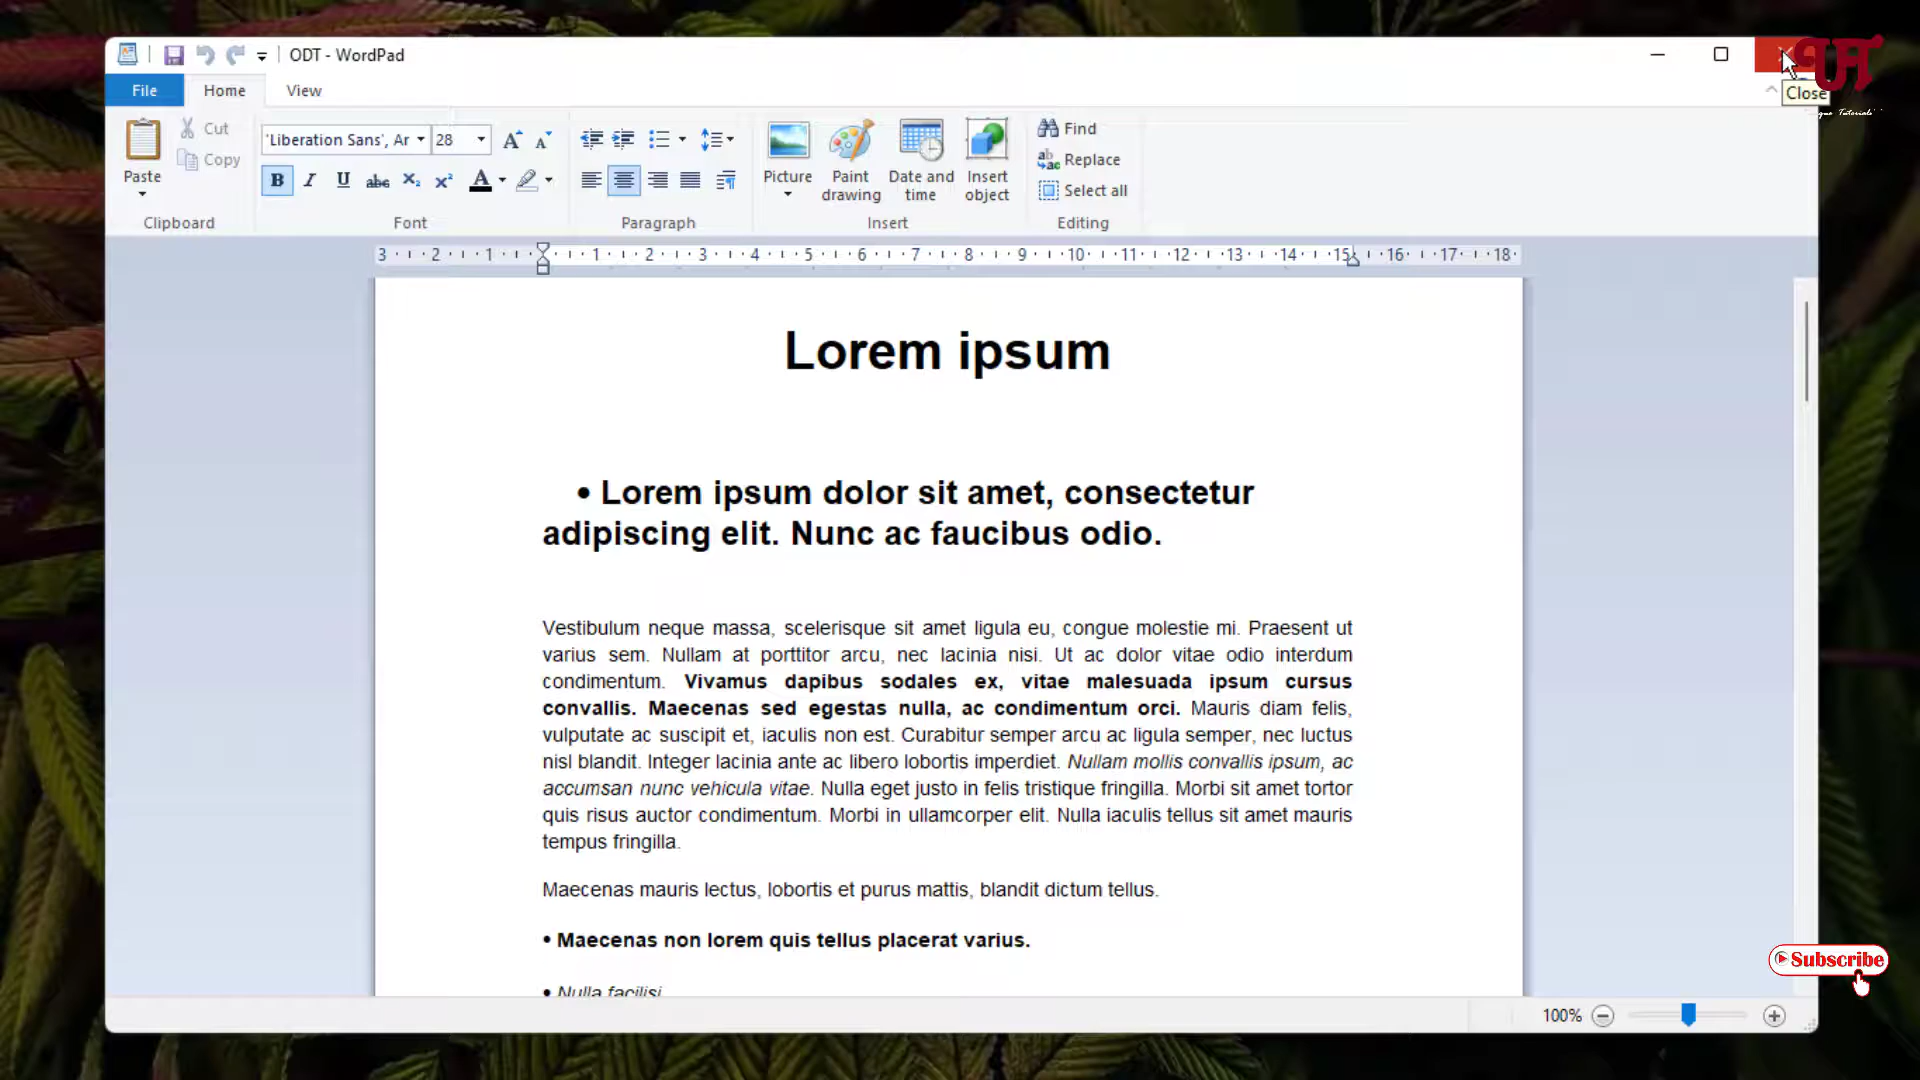 ODT - WordPad
UT
Close
que Tutorials
File Home View
Cut
Copy
Paste
'Liberation Sans', Ar 28
B I U abc X₂ X² A
Picture
Paint drawing
Date and time
Insert object
Find
Replace
Select all
Clipboard Font Paragraph Insert Editing
3 2 1 1 2 3 4 5 6 7 8 9 10 11 12 13 14 15 16 17 18
Lorem ipsum
• Lorem ipsum dolor sit amet, consectetur
adipiscing elit. Nunc ac faucibus odio.
Vestibulum neque massa, scelerisque sit amet ligula eu, congue molestie mi. Praesent ut
varius sem. Nullam at porttitor arcu, nec lacinia nisi. Ut ac dolor vitae odio interdum
condimentum. Vivamus dapibus sodales ex, vitae malesuada ipsum cursus
convallis. Maecenas sed egestas nulla, ac condimentum orci. Mauris diam felis,
vulputate ac suscipit et, iaculis non est. Curabitur semper arcu ac ligula semper, nec luctus
nisl blandit. Integer lacinia ante ac libero lobortis imperdiet. Nullam mollis convallis ipsum, ac
accumsan nunc vehicula vitae. Nulla eget justo in felis tristique fringilla. Morbi sit amet tortor
quis risus auctor condimentum. Morbi in ullamcorper elit. Nulla iaculis tellus sit amet mauris
tempus fringilla.
Maecenas mauris lectus, lobortis et purus mattis, blandit dictum tellus.
• Maecenas non lorem quis tellus placerat varius.
• Nulla facilisi
Subscribe
100%